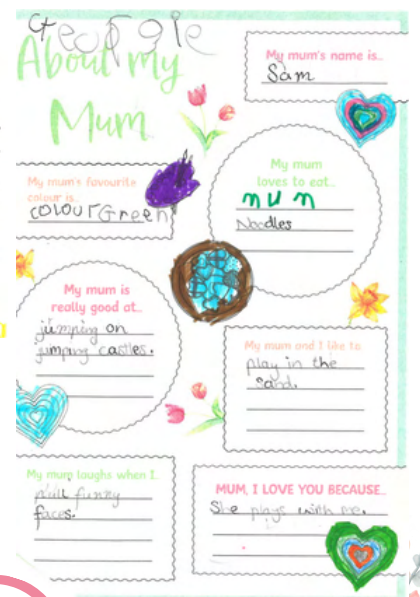 Georgie
About my
Mum
My mum's name is..
Sam
My mum's favourite
colour is..
colour Green
My mum
loves to eat..
mum
Noodles
My mum is
really good at..
jumping on
jumping castles.
My mum and I like to
play in the
sand.
My mum laughs when I..
pull funny
faces.
MUM, I LOVE YOU BECAUSE..
She plays with me.